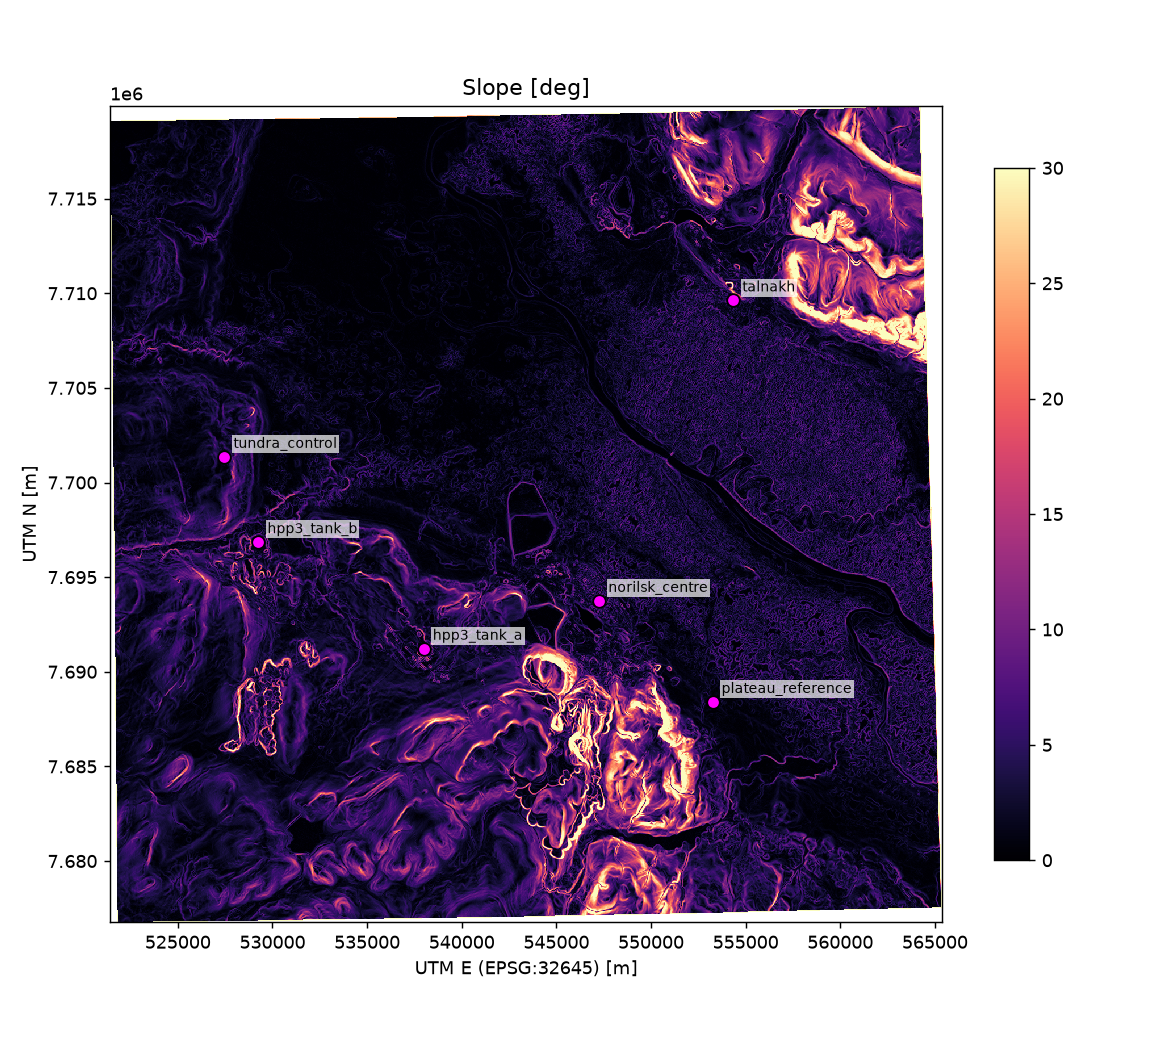 Slope [deg]
1e6
7.715
7.710
7.705
7.700
7.695
7.690
7.685
7.680
UTM N [m]
talnakh
tundra_control
hpp3_tank_b
norilsk_centre
hpp3_tank_a
plateau_reference
525000 530000 535000 540000 545000 550000 555000 560000 565000
UTM E (EPSG:32645) [m]
30
25
20
15
10
5
0